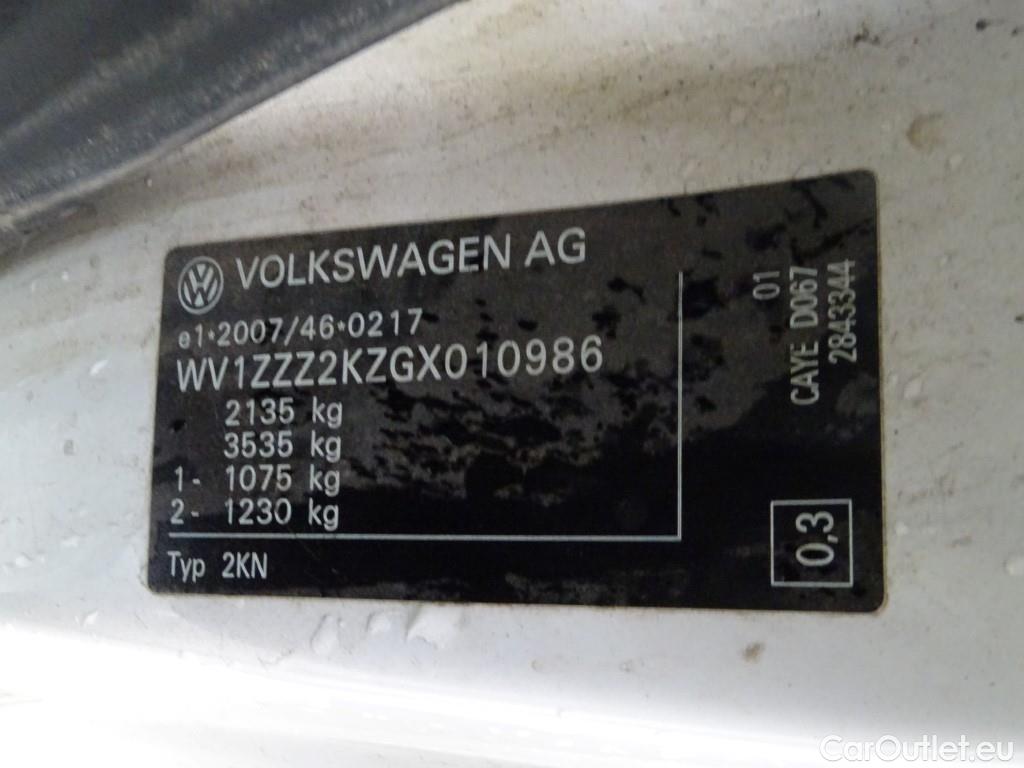 VOLKSWAGEN AG
e1*2007/46*0217
WV1ZZZ2KZGX010986
2135 kg
3535 kg
1- 1075 kg
2- 1230 kg
Typ 2KN
01
CAYE D067
2843344
0,3
CarOutlet.eu